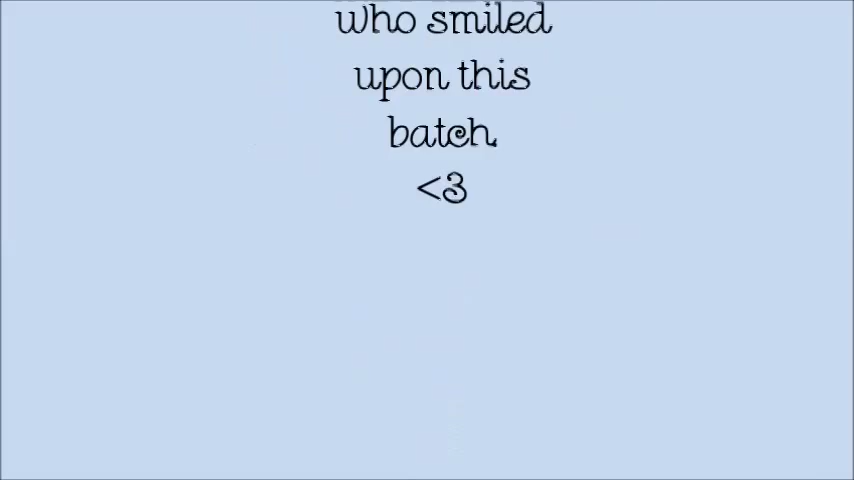 who smiled
upon this
batch.
<3